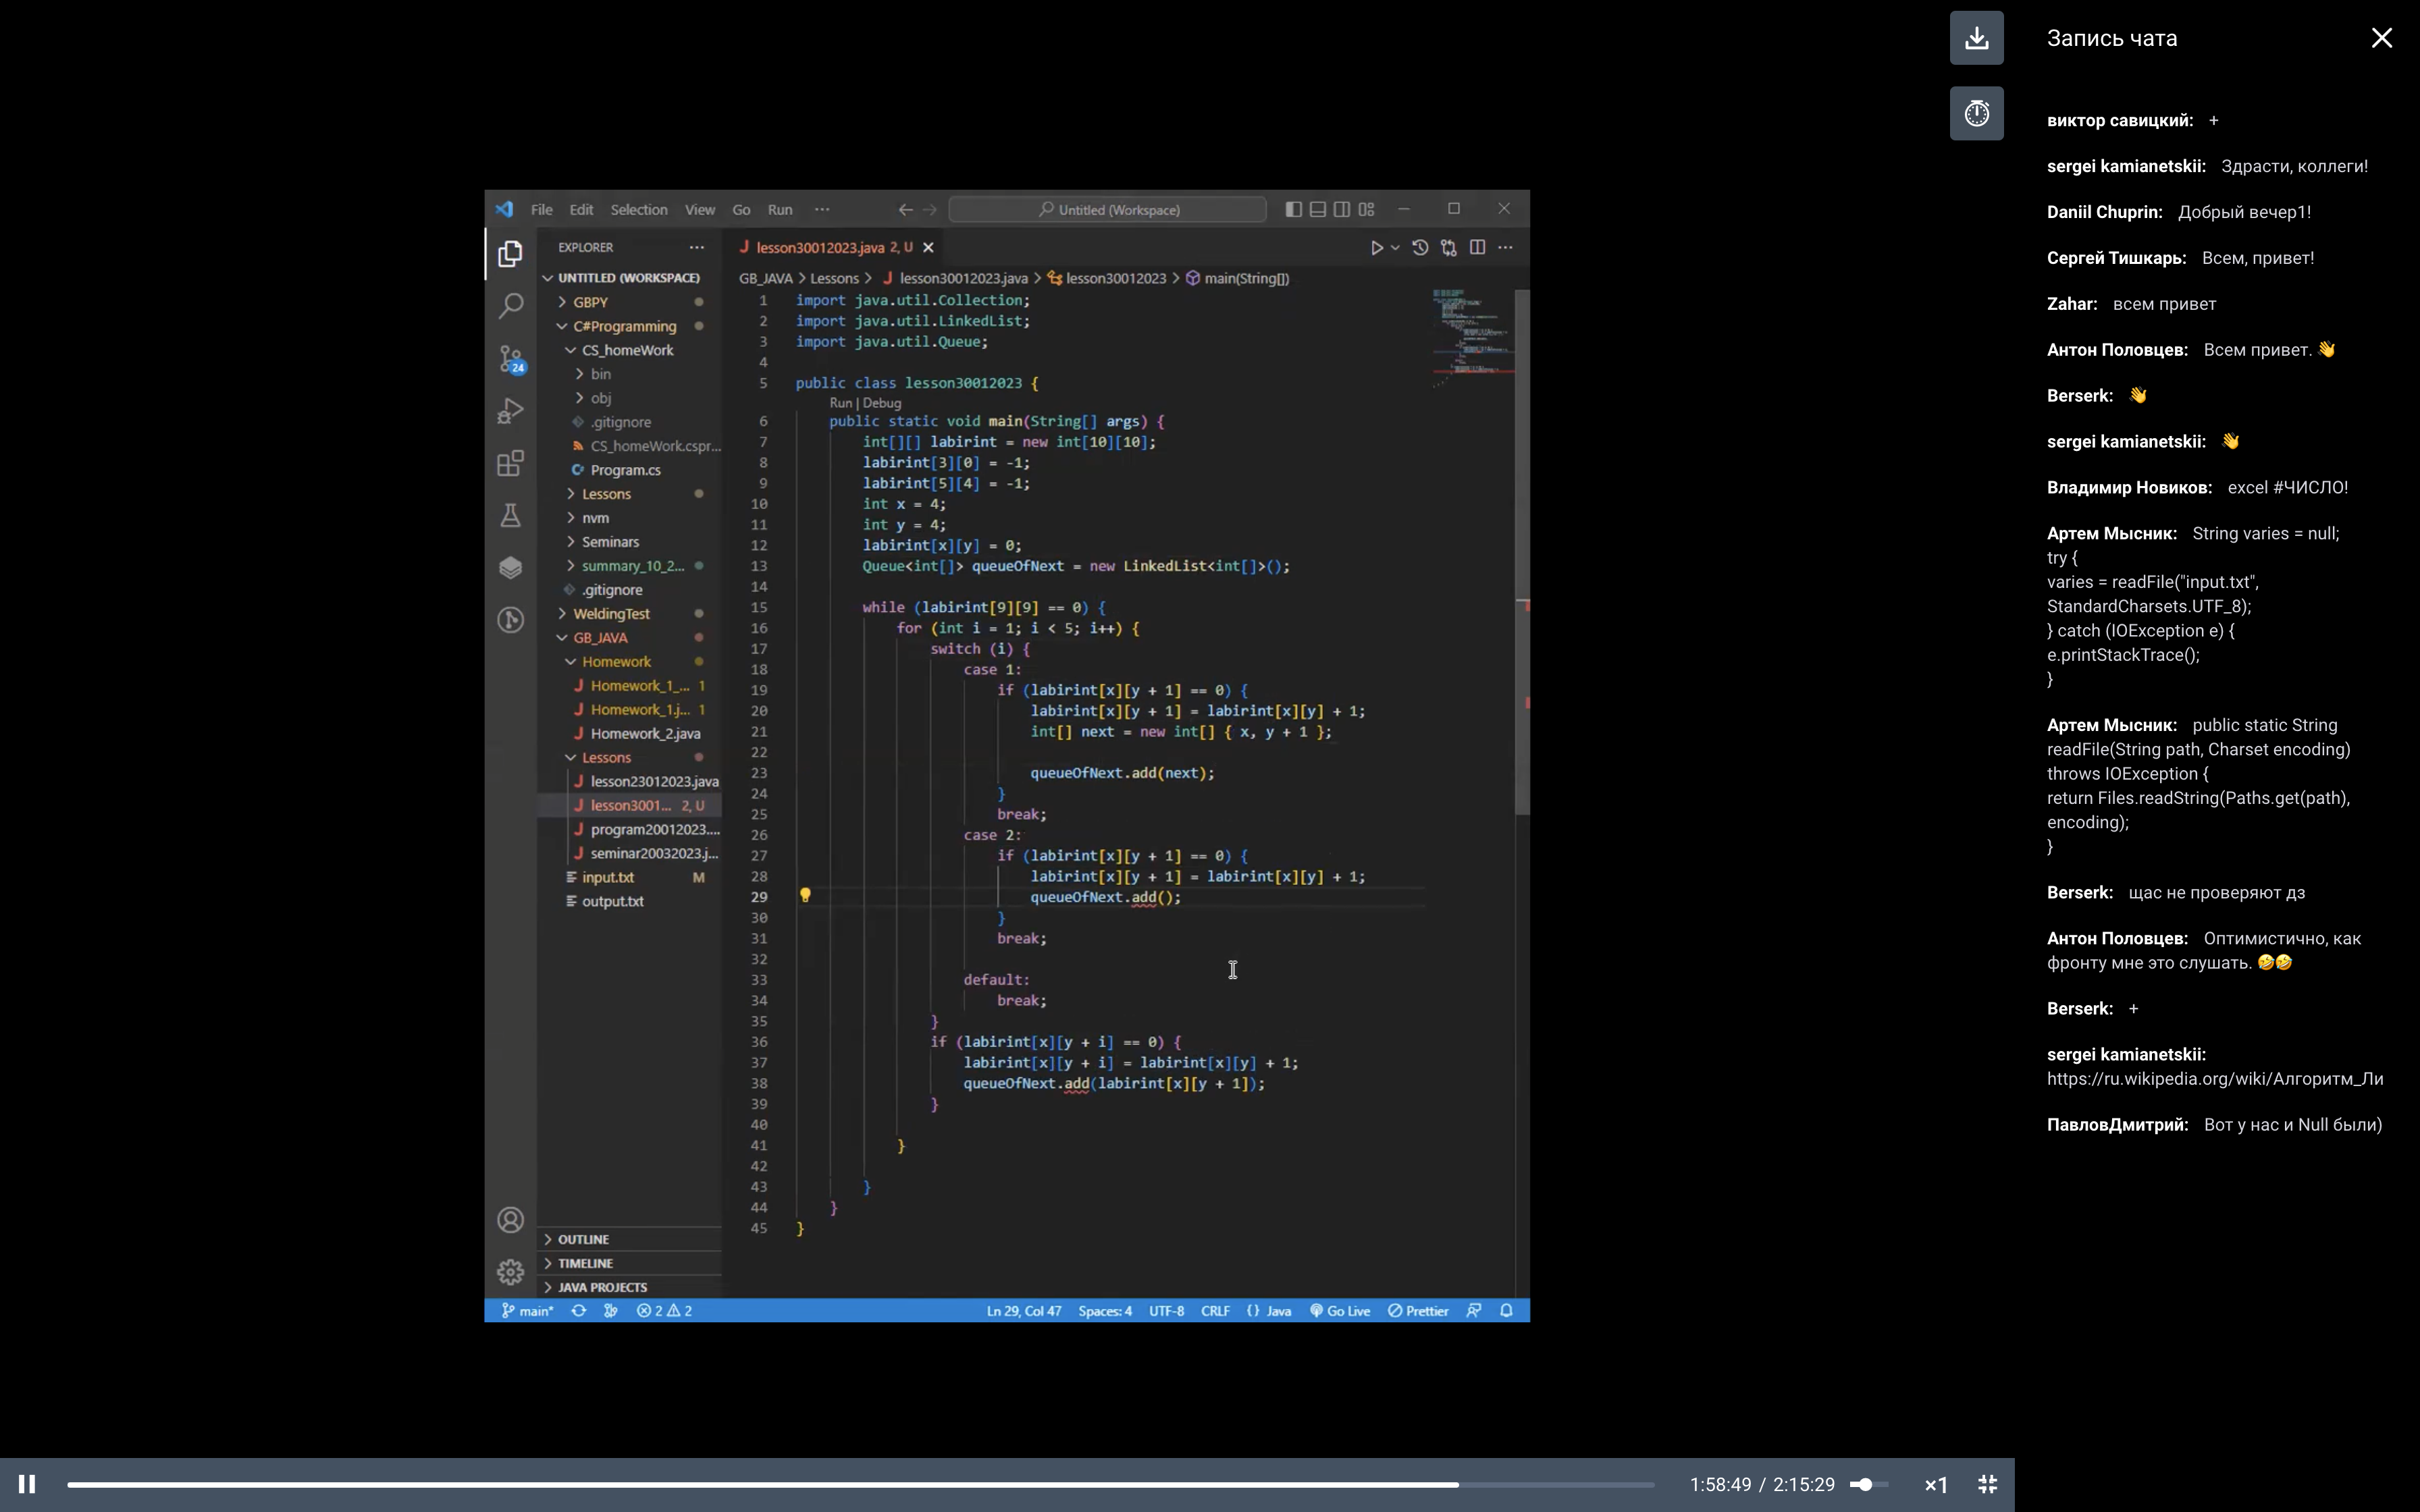 File Edit Selection View Go Run ··· Untitled (Workspace)
EXPLORER ···
UNTITLED (WORKSPACE)
GBPY
C#Programming
CS_homeWork
bin
obj
.gitignore
CS_homeWork.cspr...
Program.cs
Lessons
nvm
Seminars
summary_10_2...
.gitignore
WeldingTest
GB_JAVA
Homework
Homework_1_... 1
Homework_1.j... 1
Homework_2.java
Lessons
lesson23012023.java
lesson3001... 2, U
program20012023....
seminar20032023.j...
input.txt M
output.txt
OUTLINE
TIMELINE
JAVA PROJECTS
24
lesson30012023.java 2, U
GB_JAVA > Lessons > lesson30012023.java > lesson30012023 > main(String[])
1 import java.util.Collection;
2 import java.util.LinkedList;
3 import java.util.Queue;
4
5 public class lesson30012023 {
Run | Debug
6 public static void main(String[] args) {
7 int[][] labirint = new int[10][10];
8 labirint[3][0] = -1;
9 labirint[5][4] = -1;
10 int x = 4;
11 int y = 4;
12 labirint[x][y] = 0;
13 Queue<int[]> queueOfNext = new LinkedList<int[]>();
14
15 while (labirint[9][9] == 0) {
16 for (int i = 1; i < 5; i++) {
17 switch (i) {
18 case 1:
19 if (labirint[x][y + 1] == 0) {
20 labirint[x][y + 1] = labirint[x][y] + 1;
21 int[] next = new int[] { x, y + 1 };
22
23 queueOfNext.add(next);
24 }
25 break;
26 case 2:
27 if (labirint[x][y + 1] == 0) {
28 labirint[x][y + 1] = labirint[x][y] + 1;
29 queueOfNext.add();
30 }
31 break;
32
33 default:
34 break;
35 }
36 if (labirint[x][y + i] == 0) {
37 labirint[x][y + i] = labirint[x][y] + 1;
38 queueOfNext.add(labirint[x][y + 1]);
39 }
40
41 }
42
43 }
44 }
45 }
main* 2 2 Ln 29, Col 47 Spaces: 4 UTF-8 CRLF {} Java Go Live Prettier
1:58:49 / 2:15:29 ×1
Запись чата
виктор савицкий: +
sergei kamianetskii: Здрасти, коллеги!
Daniil Chuprin: Добрый вечер1!
Сергей Тишкарь: Всем, привет!
Zahar: всем привет
Антон Половцев: Всем привет. 👋
Berserk: 👋
sergei kamianetskii: 👋
Владимир Новиков: excel #ЧИСЛО!
Артем Мысник: String varies = null;
try {
varies = readFile("input.txt",
StandardCharsets.UTF_8);
} catch (IOException e) {
e.printStackTrace();
}
Артем Мысник: public static String
readFile(String path, Charset encoding)
throws IOException {
return Files.readString(Paths.get(path),
encoding);
}
Berserk: щас не проверяют дз
Антон Половцев: Оптимистично, как
фронту мне это слушать. 🤣🤣
Berserk: +
sergei kamianetskii:
https://ru.wikipedia.org/wiki/Алгоритм_Ли
ПавловДмитрий: Вот у нас и Null были)